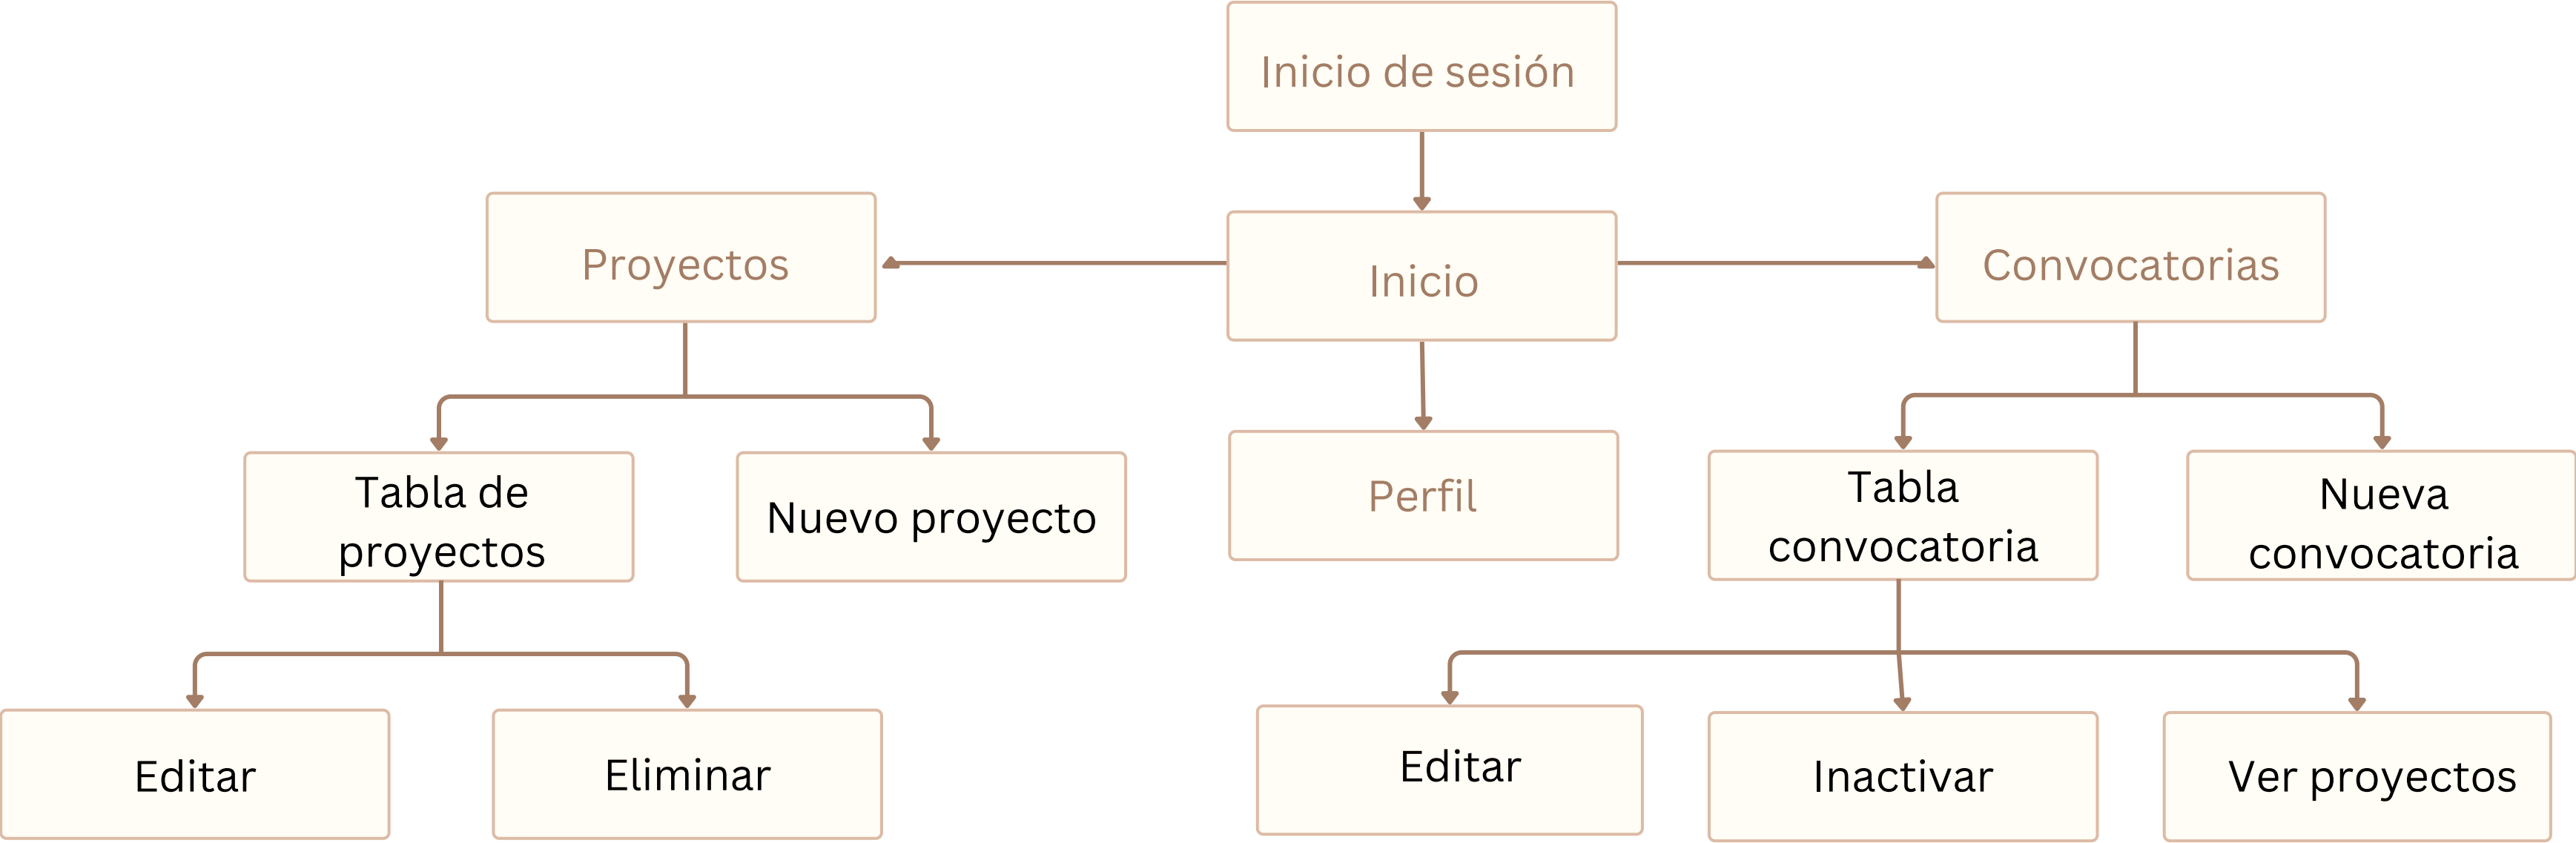 Inicio de sesión
Proyectos
Inicio
Convocatorias
Tabla de
proyectos
Nuevo proyecto
Perfil
Tabla
convocatoria
Nueva
convocatoria
Editar
Eliminar
Editar
Inactivar
Ver proyectos